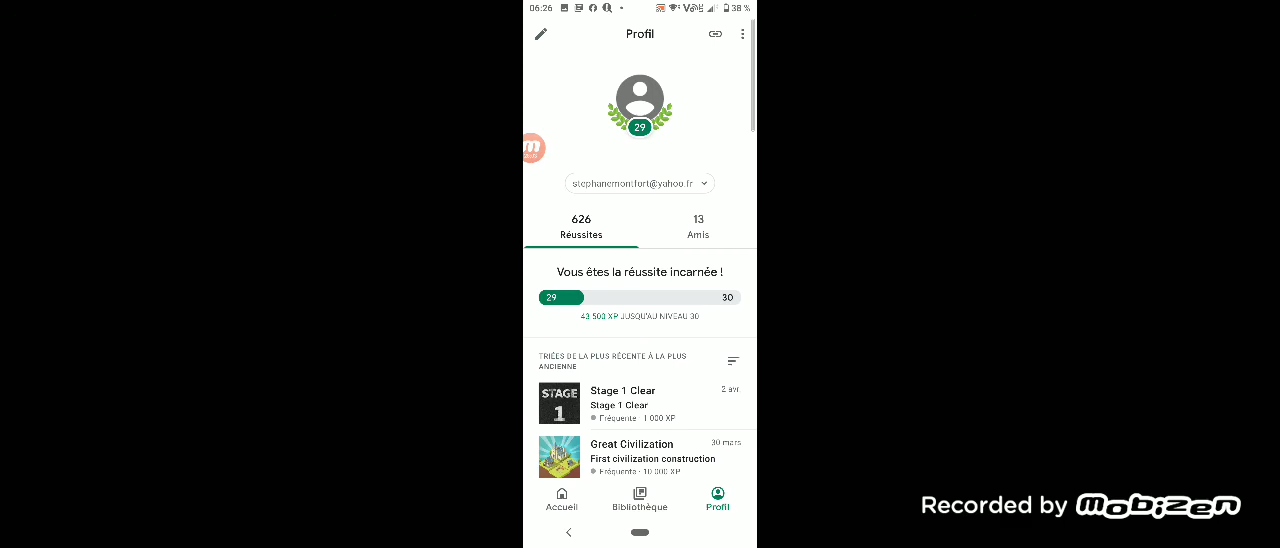 06:26
38 %
Profil
29
stephanemontfort@yahoo.fr
626
Réussites
13
Amis
Vous êtes la réussite incarnée !
29
30
43 500 XP JUSQU'AU NIVEAU 30
TRIÉES DE LA PLUS RÉCENTE À LA PLUS
ANCIENNE
STAGE
1
Stage 1 Clear
2 avr.
Stage 1 Clear
Fréquente · 1 000 XP
Great Civilization
30 mars
First civilization construction
Fréquente · 10 000 XP
Accueil
Bibliothèque
Profil
Recorded by mobizen